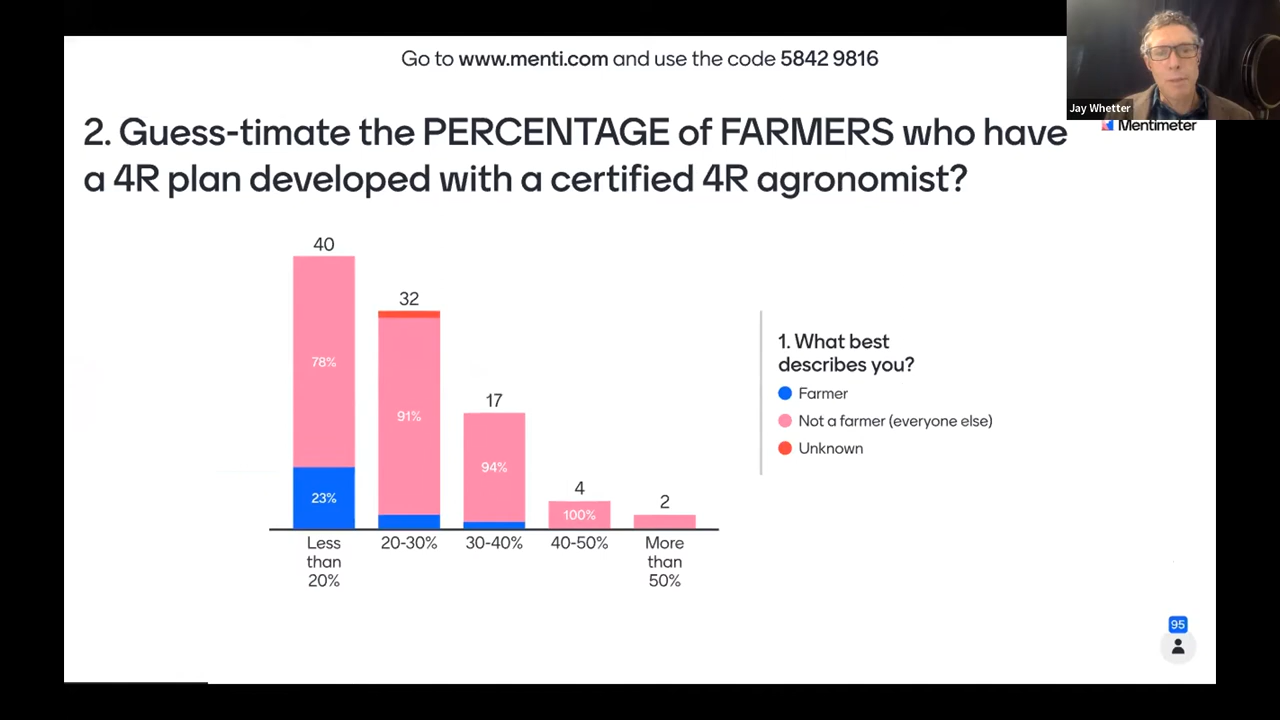 Go to www.menti.com and use the code 5842 9816
Jay Whetter
Mentimeter
2. Guess-timate the PERCENTAGE of FARMERS who have
a 4R plan developed with a certified 4R agronomist?
40
32
17
4
2
78%
91%
94%
100%
23%
Less
than
20%
20-30%
30-40%
40-50%
More
than
50%
1. What best
describes you?
Farmer
Not a farmer (everyone else)
Unknown
95